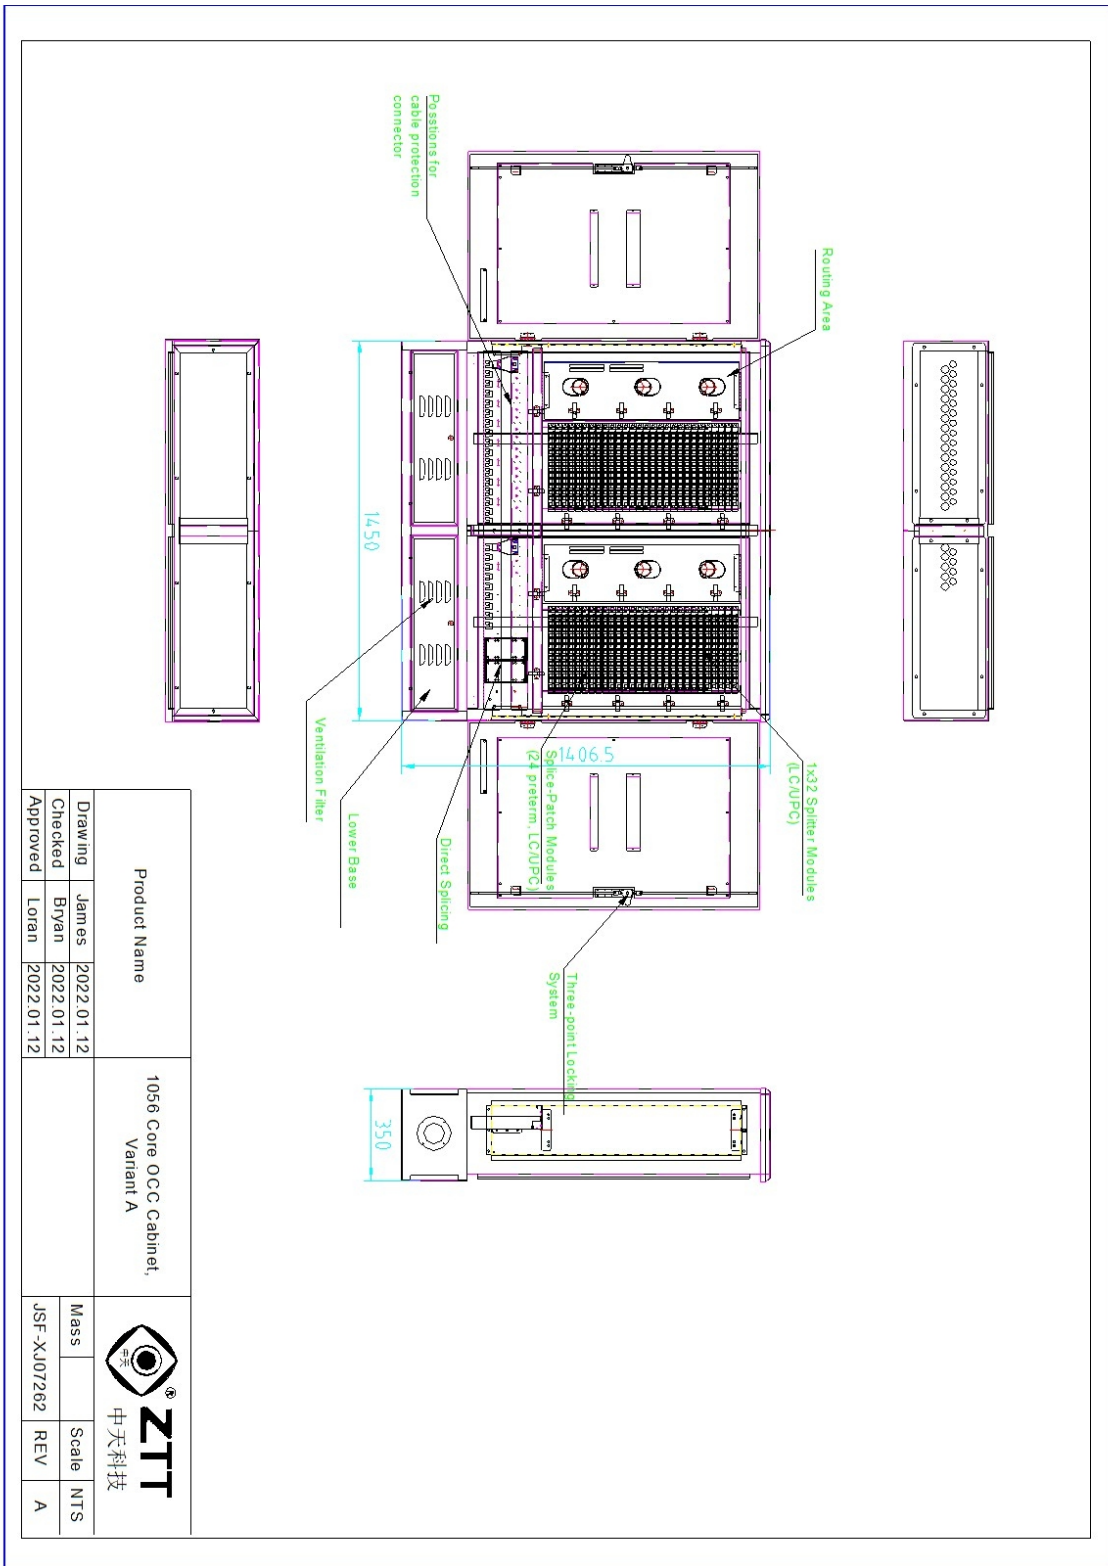 Posstions for
cable protection
connector
Routing Area
1450
1406.5
Ventilation Filter
Lower Base
Direct Splicing
Splice-Patch Modules
(24 preterm, LC/UPC)
1x32 Splitter Modules
(LC/UPC)
Three-point Locking
System
350
Product Name
1056 Core OCC Cabinet,
Variant A
中天
®
ZTT
中天科技
Drawing James 2022.01.12
Checked Bryan 2022.01.12
Approved Loran 2022.01.12
Mass Scale NTS
JSF-XJ07262 REV A